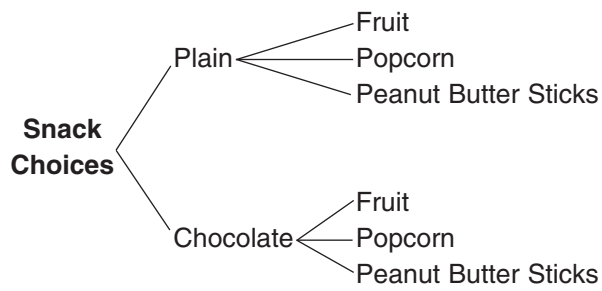 Snack
Choices
Plain
Fruit
Popcorn
Peanut Butter Sticks
Chocolate
Fruit
Popcorn
Peanut Butter Sticks